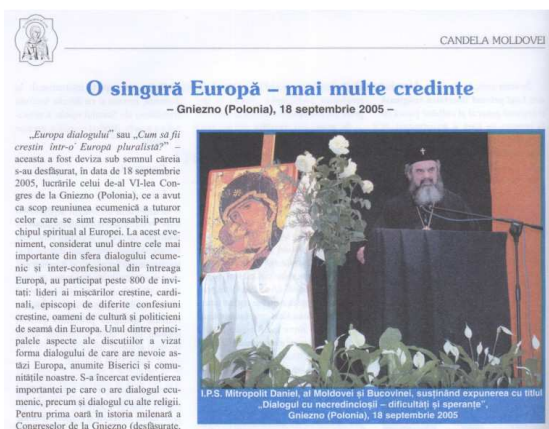 CANDELA MOLDOVEI
O singură Europă – mai multe credințe
– Gniezno (Polonia), 18 septembrie 2005 –
„Europa dialogului” sau „Cum să fii
creștin într-o Europă pluralistă?” –
aceasta a fost deviza sub semnul căreia
s-au desfășurat, în data de 18 septembrie
2005, lucrările celui de-al VI-lea Con-
gres de la Gniezno (Polonia), ce a avut
ca scop reuniunea ecumenică a tuturor
celor care se simt responsabili pentru
chipul spiritual al Europei. La acest eve-
niment, considerat unul dintre cele mai
importante din sfera dialogului ecume-
nic și inter-confesional din întreaga
Europă, au participat peste 800 de invi-
tați: lideri ai mișcărilor creștine, cardi-
nali, episcopi de diferite confesiuni
creștine, oameni de cultură și politicieni
de seamă din Europa. Unul dintre princi-
palele aspecte ale discuțiilor a vizat
forma dialogului de care are nevoie as-
tăzi Europa, anumite Biserici și comu-
nitățile noastre. S-a încercat evidențierea
importanței pe care o are dialogul ecu-
menic, precum și dialogul cu alte religii.
Pentru prima oară în istoria milenară a
Congreselor de la Gniezno (desfășurate,
I.P.S. Mitropolit Daniel, al Moldovei și Bucovinei, susținând expunerea cu titlul
„Dialogul cu necredincioșii – dificultăți și speranțe”,
Gniezno (Polonia), 18 septembrie 2005